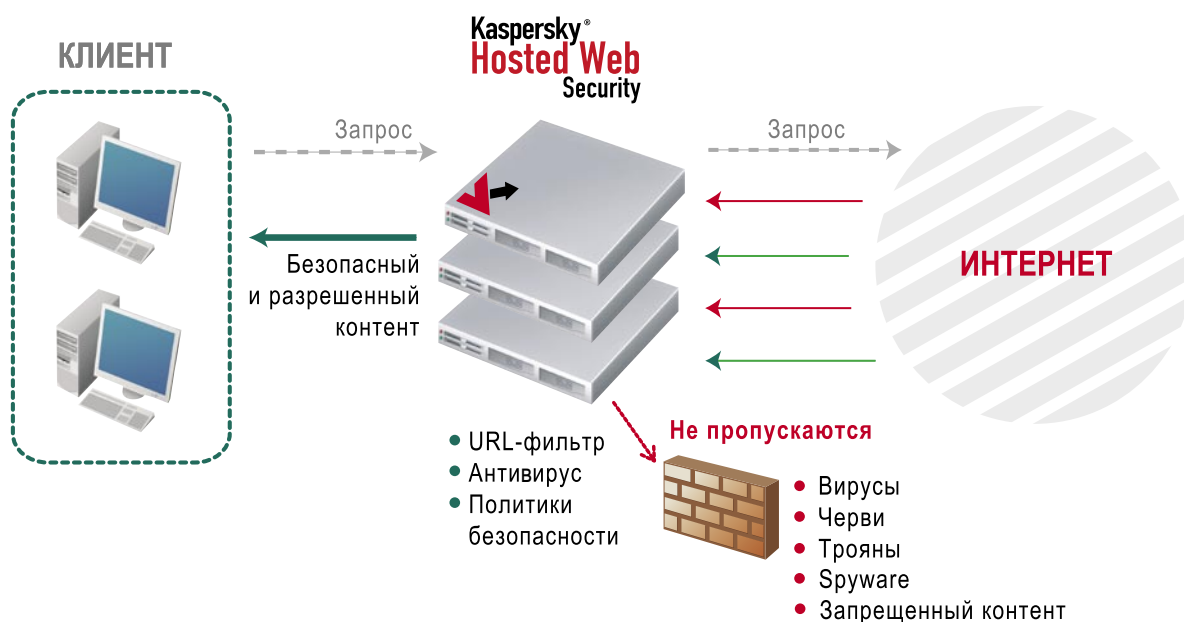 КЛИЕНТ
Kaspersky®
Hosted Web
Security
Запрос
Запрос
Безопасный
и разрешенный
контент
ИНТЕРНЕТ
• URL-фильтр
• Антивирус
• Политики
безопасности
Не пропускаются
• Вирусы
• Черви
• Трояны
• Spyware
• Запрещенный контент